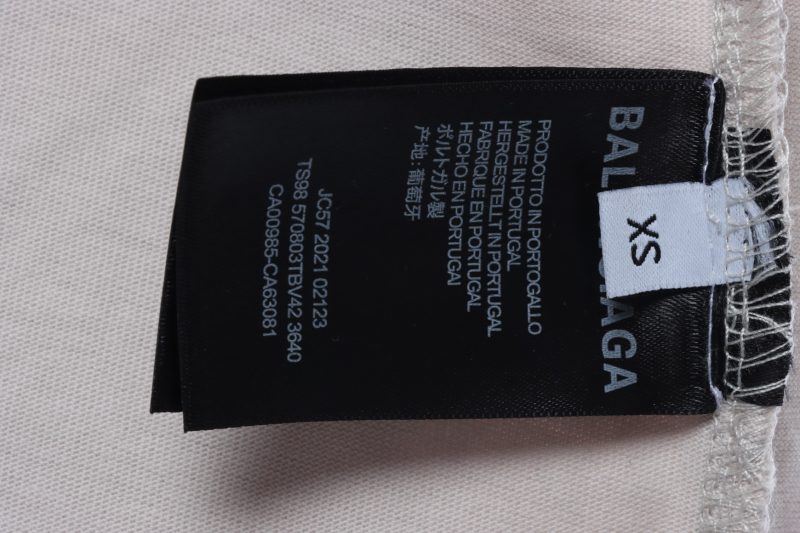 BAL IAGA
XS
PRODOTTO IN PORTOGALLO
MADE IN PORTUGAL
HERGESTELLT IN PORTUGAL
FABRIQUE EN PORTUGAL
HECHO EN PORTUGAL
ポルトガル製
产地: 葡萄牙
JC57 2021 02123
TS98 570803TBV42 3640
CA00985-CA63081